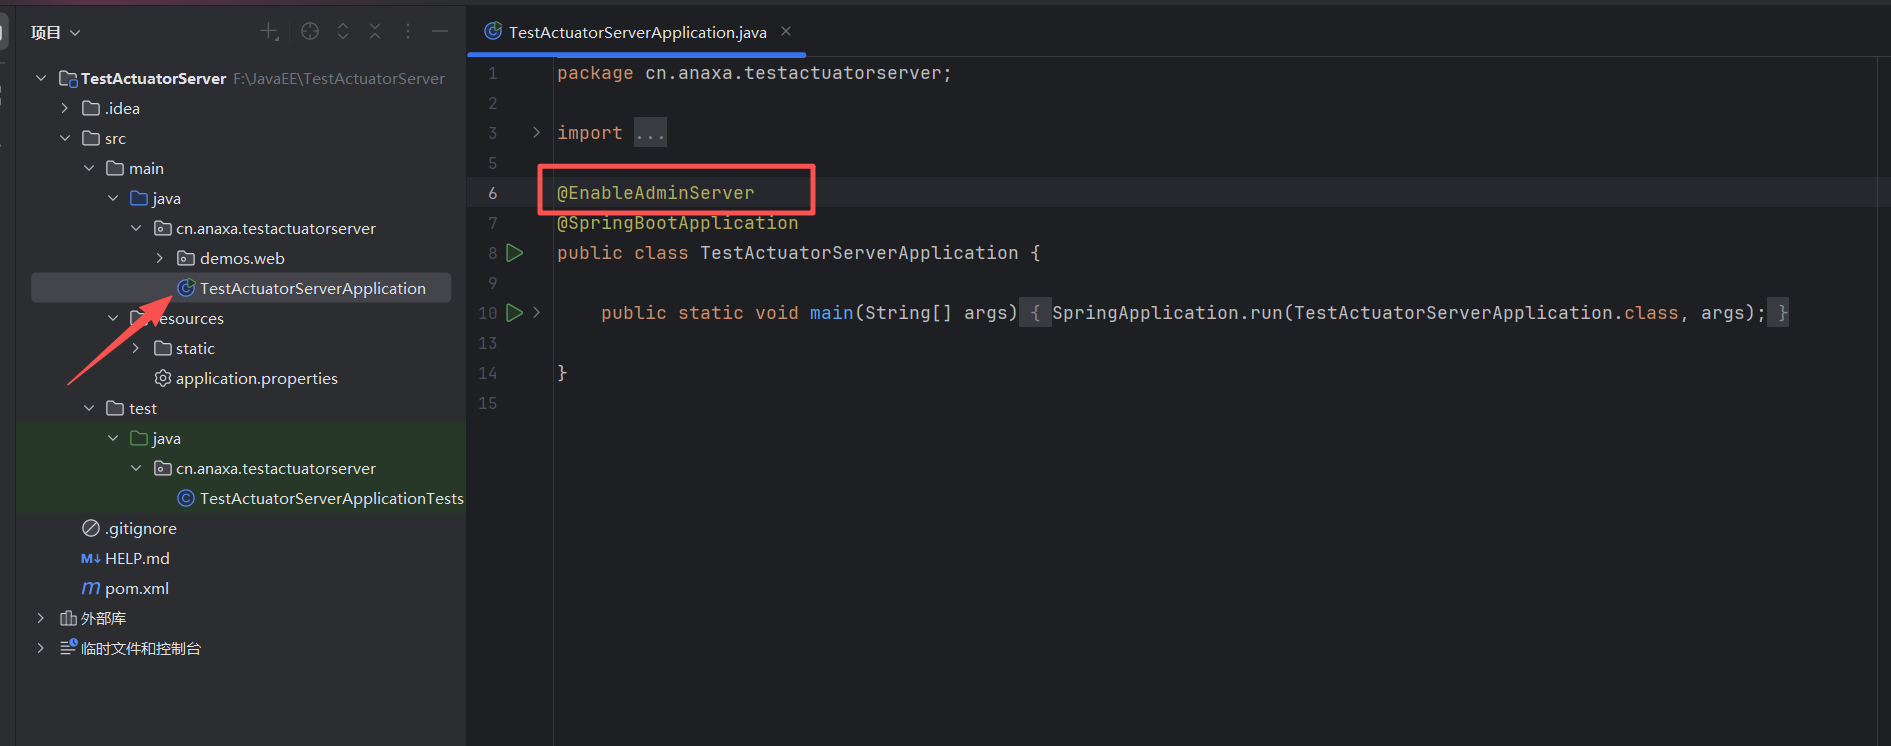 项目
TestActuatorServer F:\JavaEE\TestActuatorServer
.idea
src
main
java
cn.anaxa.testactuatorserver
demos.web
TestActuatorServerApplication
resources
static
application.properties
test
java
cn.anaxa.testactuatorserver
TestActuatorServerApplicationTests
.gitignore
M↓ HELP.md
m pom.xml
外部库
临时文件和控制台
TestActuatorServerApplication.java
1 package cn.anaxa.testactuatorserver;
2
3 import ...
5
6 @EnableAdminServer
7 @SpringBootApplication
8 public class TestActuatorServerApplication {
9
10 public static void main(String[] args) { SpringApplication.run(TestActuatorServerApplication.class, args); }
13
14 }
15